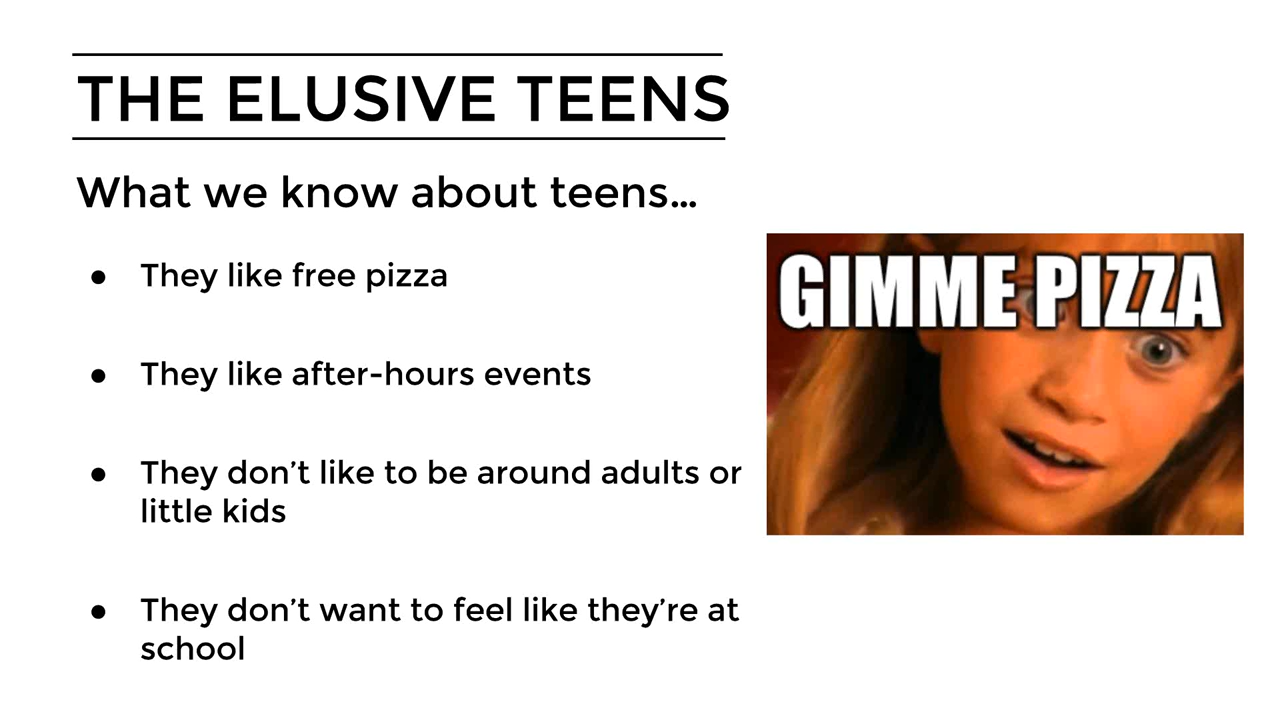 THE ELUSIVE TEENS
What we know about teens...
● They like free pizza
● They like after-hours events
● They don’t like to be around adults or
little kids
● They don’t want to feel like they’re at
school
GIMME PIZZA